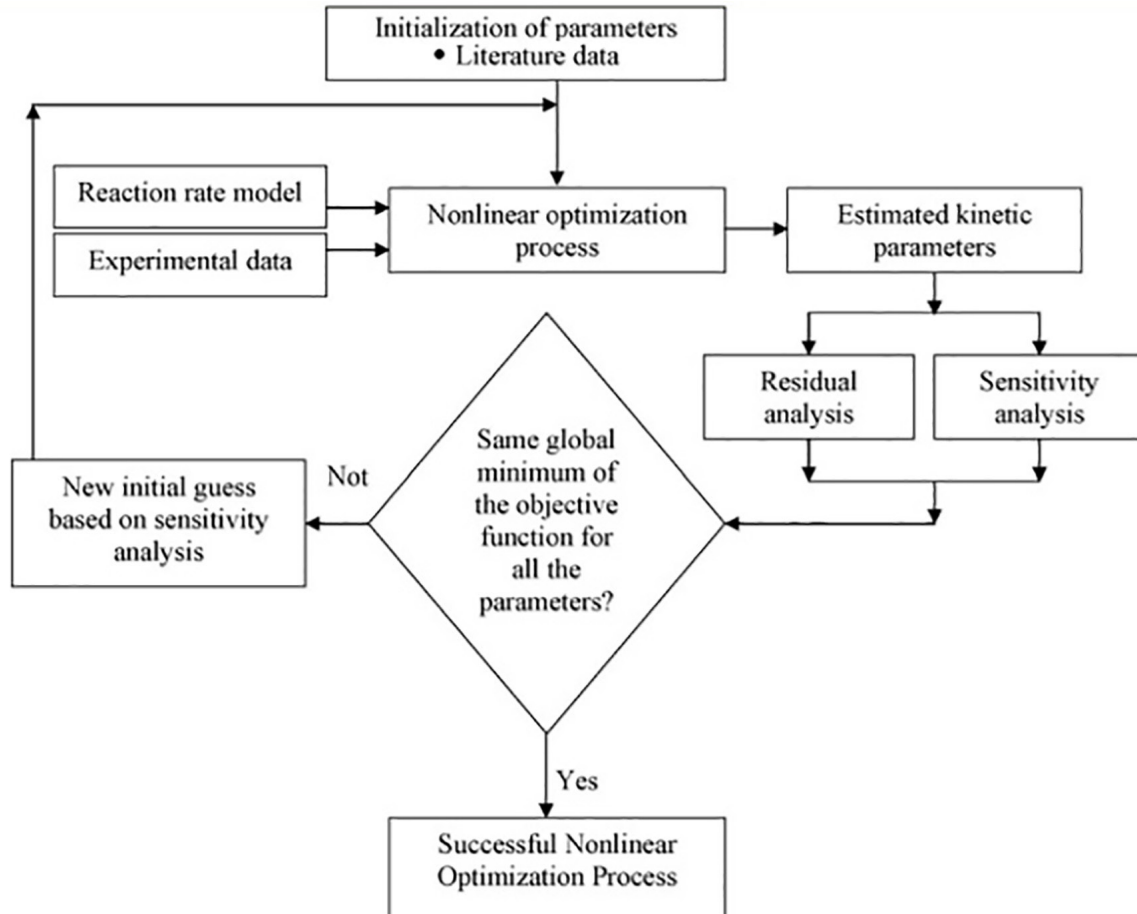 Initialization of parameters
• Literature data
Reaction rate model
Experimental data
Nonlinear optimization
process
Estimated kinetic
parameters
Residual
analysis
Sensitivity
analysis
Same global
minimum of
the objective
function for
all the
parameters?
Not
New initial guess
based on sensitivity
analysis
Yes
Successful Nonlinear
Optimization Process